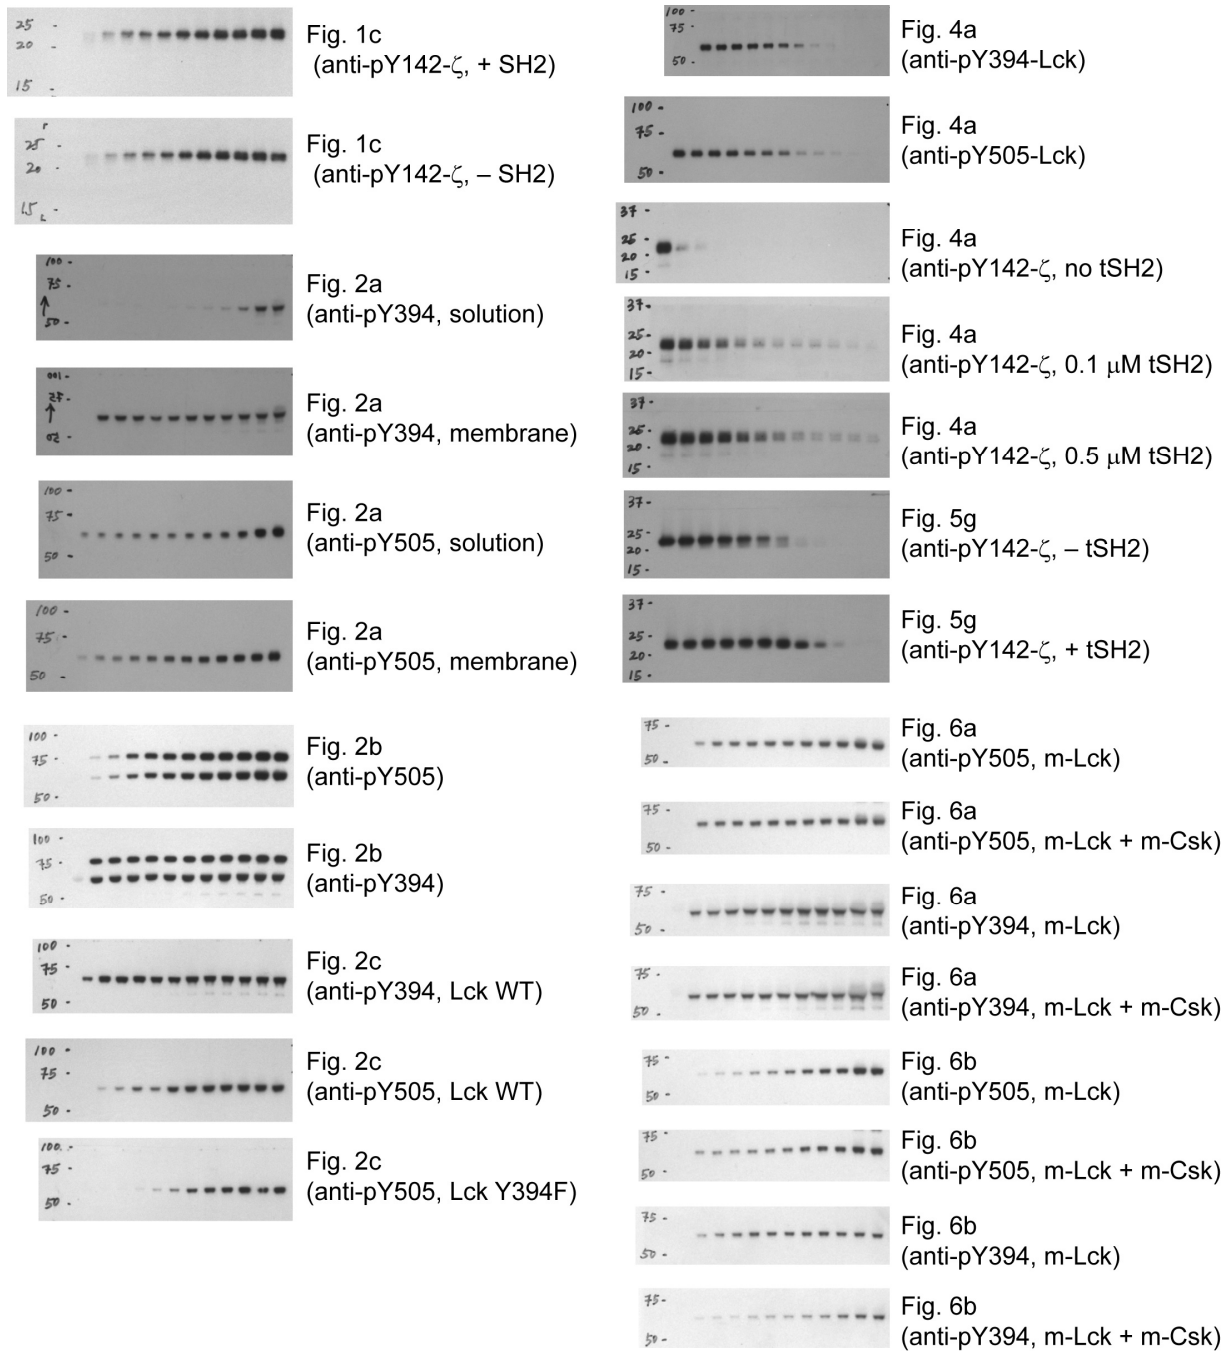 25 -
20 -
15 -
Fig. 1c
(anti-pY142-ζ, + SH2)
25 -
20 -
15 -
Fig. 1c
(anti-pY142-ζ, – SH2)
100 -
75 -
50 -
Fig. 2a
(anti-pY394, solution)
100 -
75 -
50 -
Fig. 2a
(anti-pY394, membrane)
100 -
75 -
50 -
Fig. 2a
(anti-pY505, solution)
100 -
75 -
50 -
Fig. 2a
(anti-pY505, membrane)
100 -
75 -
50 -
Fig. 2b
(anti-pY505)
100 -
75 -
50 -
Fig. 2b
(anti-pY394)
100 -
75 -
50 -
Fig. 2c
(anti-pY394, Lck WT)
100 -
75 -
50 -
Fig. 2c
(anti-pY505, Lck WT)
100 -
75 -
50 -
Fig. 2c
(anti-pY505, Lck Y394F)
100 -
75 -
50 -
Fig. 4a
(anti-pY394-Lck)
100 -
75 -
50 -
Fig. 4a
(anti-pY505-Lck)
37 -
25 -
20 -
15 -
Fig. 4a
(anti-pY142-ζ, no tSH2)
37 -
25 -
20 -
15 -
Fig. 4a
(anti-pY142-ζ, 0.1 μM tSH2)
37 -
25 -
20 -
15 -
Fig. 4a
(anti-pY142-ζ, 0.5 μM tSH2)
37 -
25 -
20 -
15 -
Fig. 5g
(anti-pY142-ζ, – tSH2)
37 -
25 -
20 -
15 -
Fig. 5g
(anti-pY142-ζ, + tSH2)
75 -
50 -
Fig. 6a
(anti-pY505, m-Lck)
75 -
50 -
Fig. 6a
(anti-pY505, m-Lck + m-Csk)
75 -
50 -
Fig. 6a
(anti-pY394, m-Lck)
75 -
50 -
Fig. 6a
(anti-pY394, m-Lck + m-Csk)
75 -
50 -
Fig. 6b
(anti-pY505, m-Lck)
75 -
50 -
Fig. 6b
(anti-pY505, m-Lck + m-Csk)
75 -
50 -
Fig. 6b
(anti-pY394, m-Lck)
75 -
50 -
Fig. 6b
(anti-pY394, m-Lck + m-Csk)